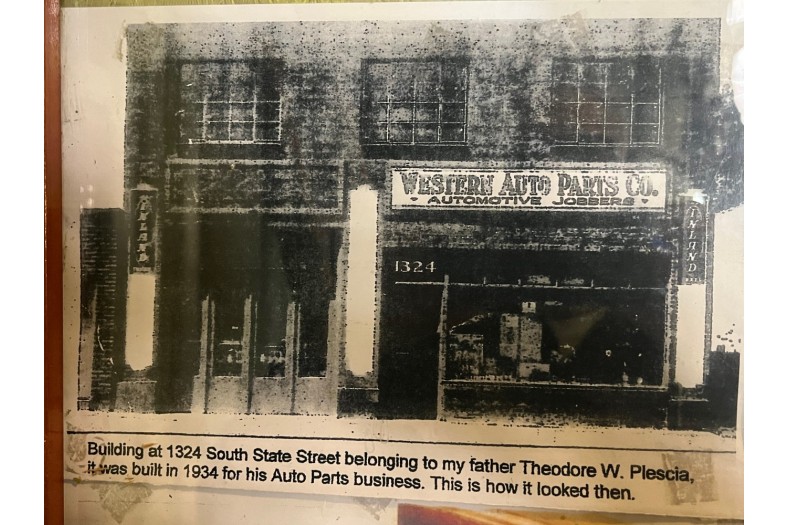 WESTERN AUTO PARTS CO.
AUTOMOTIVE JOBBERS
INLAND
INLAND
1324
Building at 1324 South State Street belonging to my father Theodore W. Plescia,
it was built in 1934 for his Auto Parts business. This is how it looked then.